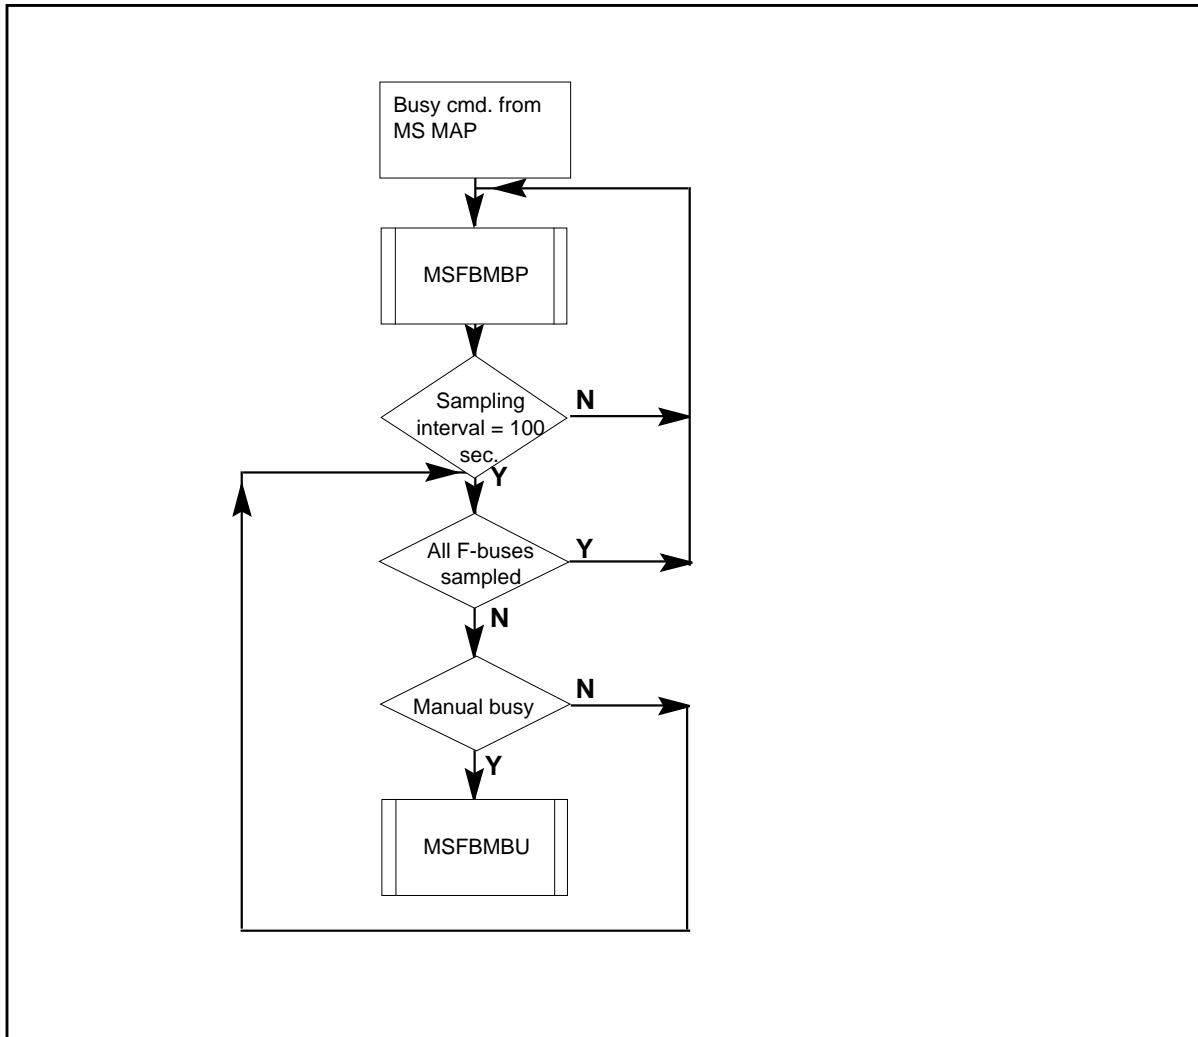 Busy cmd. from
MS MAP
MSFBMBP
Sampling
interval = 100
sec.
N
Y
All F-buses
sampled
Y
N
Manual busy
N
Y
MSFBMBU